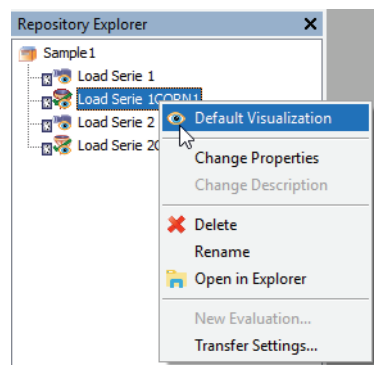 Repository Explorer
Sample1
Load Serie 1
Load Serie 1CORN1
Load Serie 2
Load Serie 2
Default Visualization
Change Properties
Change Description
Delete
Rename
Open in Explorer
New Evaluation...
Transfer Settings...